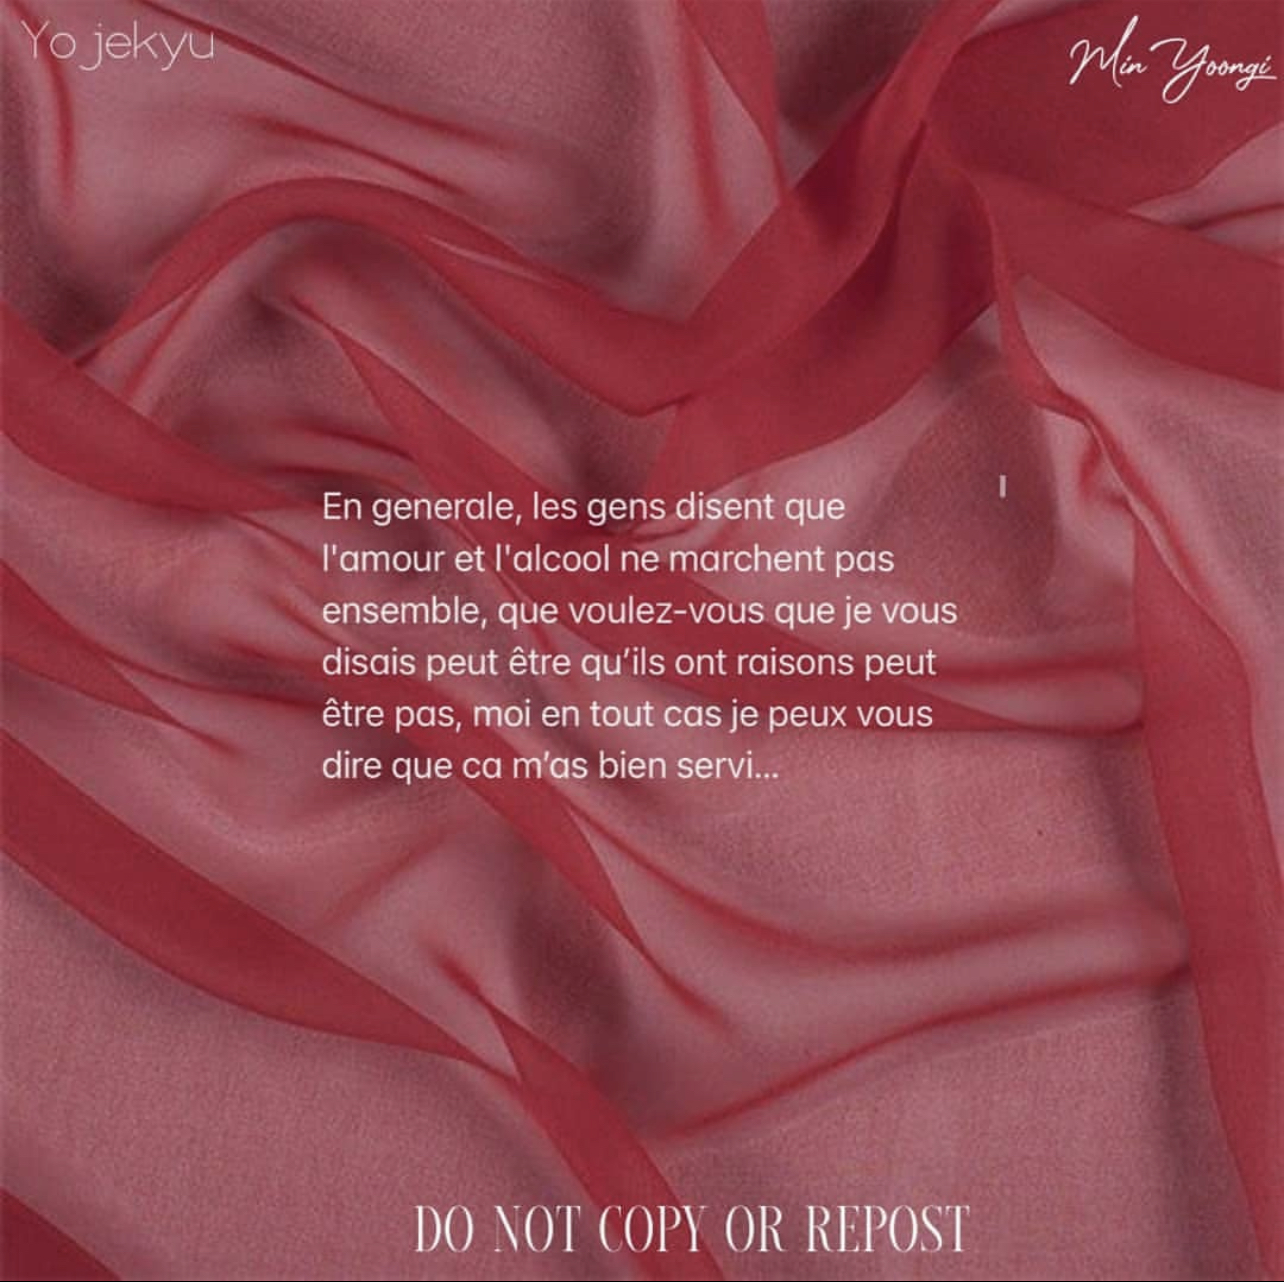 Yo jekyu
Min Yoongi
En generale, les gens disent que
l'amour et l'alcool ne marchent pas
ensemble, que voulez-vous que je vous
disais peut être qu’ils ont raisons peut
être pas, moi en tout cas je peux vous
dire que ca m’as bien servi...
DO NOT COPY OR REPOST